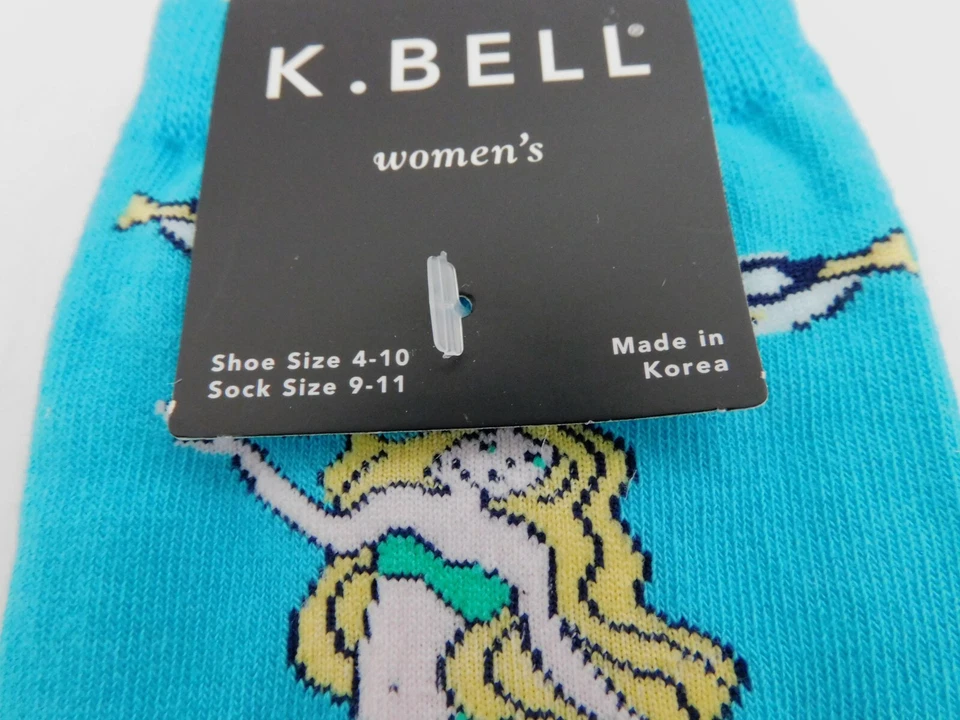 K.BELL®
women's
Shoe Size 4-10
Sock Size 9-11
Made in
Korea